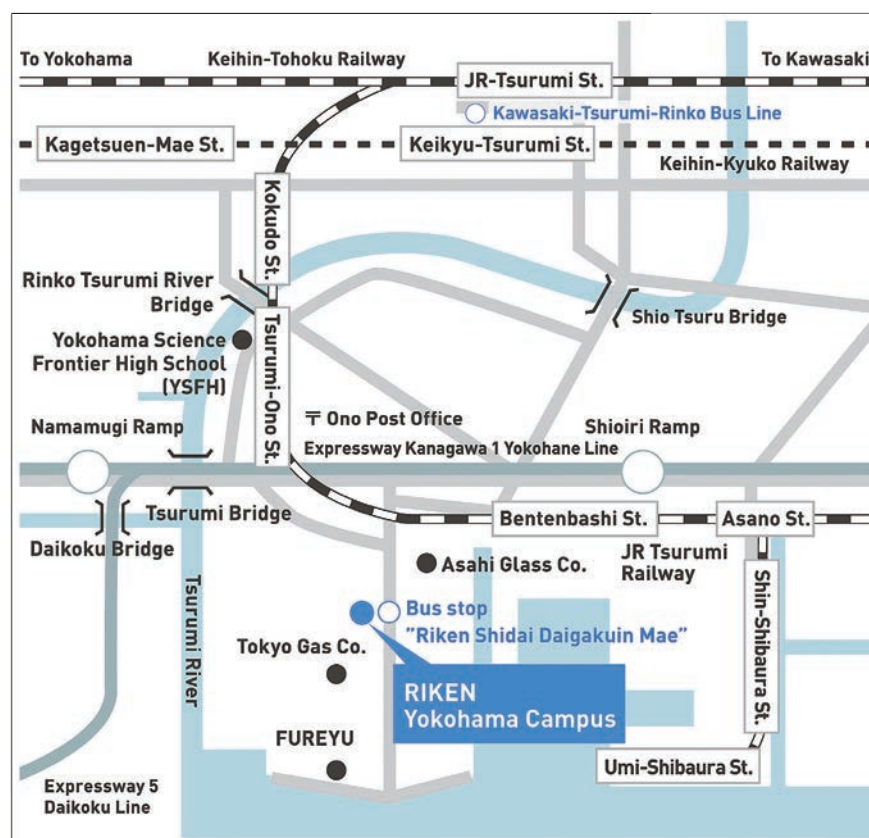 To Yokohama
Keihin-Tohoku Railway
To Kawasaki
JR-Tsurumi St.
Kawasaki-Tsurumi-Rinko Bus Line
Kagetsuen-Mae St.
Keikyu-Tsurumi St.
Keihin-Kyuko Railway
Kokudo St.
Rinko Tsurumi River
Bridge
Shio Tsuru Bridge
Yokohama Science
Frontier High School
(YSFH)
Tsurumi-Ono St.
〒 Ono Post Office
Namamugi Ramp
Shioiri Ramp
Expressway Kanagawa 1 Yokohane Line
Tsurumi Bridge
Bentenbashi St.
Asano St.
Daikoku Bridge
JR Tsurumi
Railway
Asahi Glass Co.
Tsurumi River
Shin-Shibaura St.
Bus stop
"Riken Shidai Daigakuin Mae"
Tokyo Gas Co.
RIKEN
Yokohama Campus
FUREYU
Umi-Shibaura St.
Expressway 5
Daikoku Line